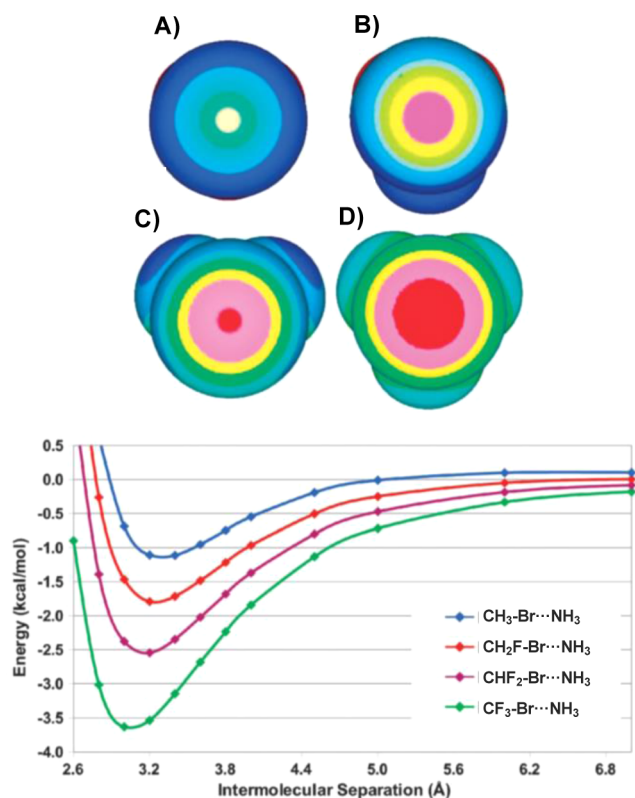 A)
B)
C)
D)
Energy (kcal/mol)
0.5
0.0
-0.5
-1.0
-1.5
-2.0
-2.5
-3.0
-3.5
-4.0
CH₃-Br···NH₃
CH₂F-Br···NH₃
CHF₂-Br···NH₃
CF₃-Br···NH₃
2.6 3.2 3.8 4.4 5.0 5.6 6.2 6.8
Intermolecular Separation (Å)